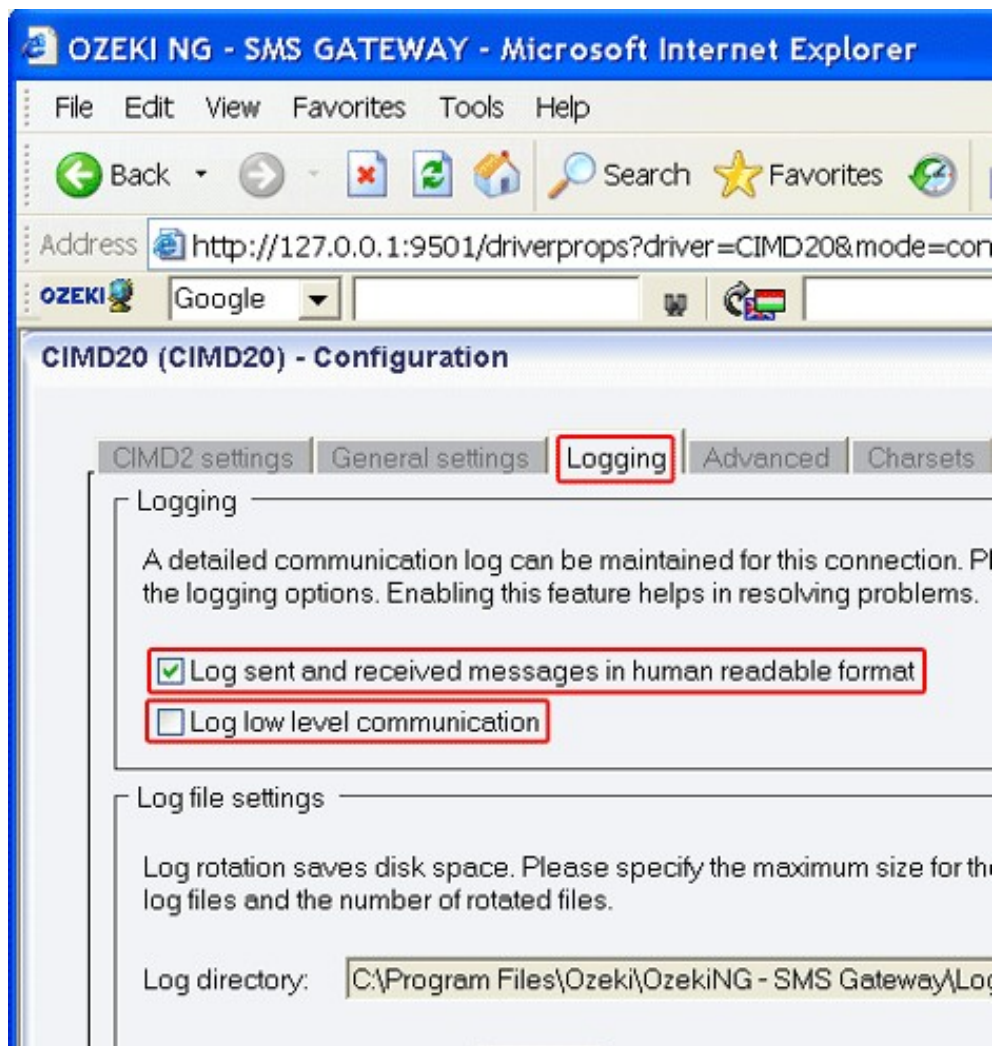 OZEKI NG - SMS GATEWAY - Microsoft Internet Explorer
File Edit View Favorites Tools Help
Back Search Favorites
Address http://127.0.0.1:9501/driverprops?driver=CIMD20&mode=con
OZEKI Google
CIMD20 (CIMD20) - Configuration
CIMD2 settings General settings Logging Advanced Charsets
Logging
A detailed communication log can be maintained for this connection. Pl
the logging options. Enabling this feature helps in resolving problems.
Log sent and received messages in human readable format
Log low level communication
Log file settings
Log rotation saves disk space. Please specify the maximum size for the
log files and the number of rotated files.
Log directory: C:\Program Files\Ozeki\OzekiNG - SMS Gateway\Log